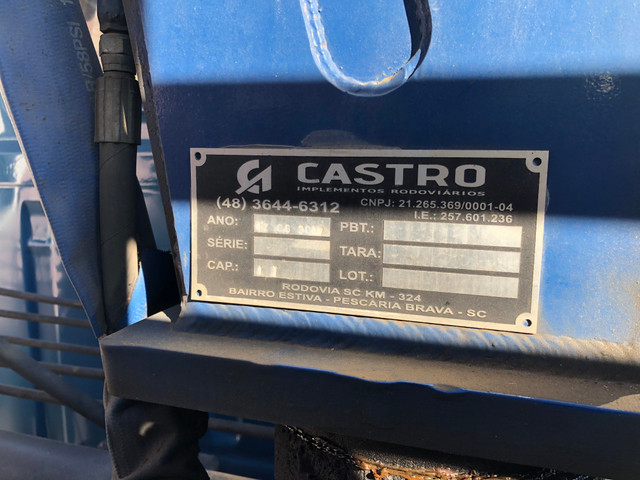 CASTRO
IMPLEMENTOS RODOVIÁRIOS
(48) 3644-6312
CNPJ: 21.265.369/0001-04
I.E.: 257.601.236
ANO:
PBT.:
SÉRIE:
TARA:
CAP.:
LOT.:
RODOVIA SC KM - 324
BAIRRO ESTIVA - PESCARIA BRAVA - SC